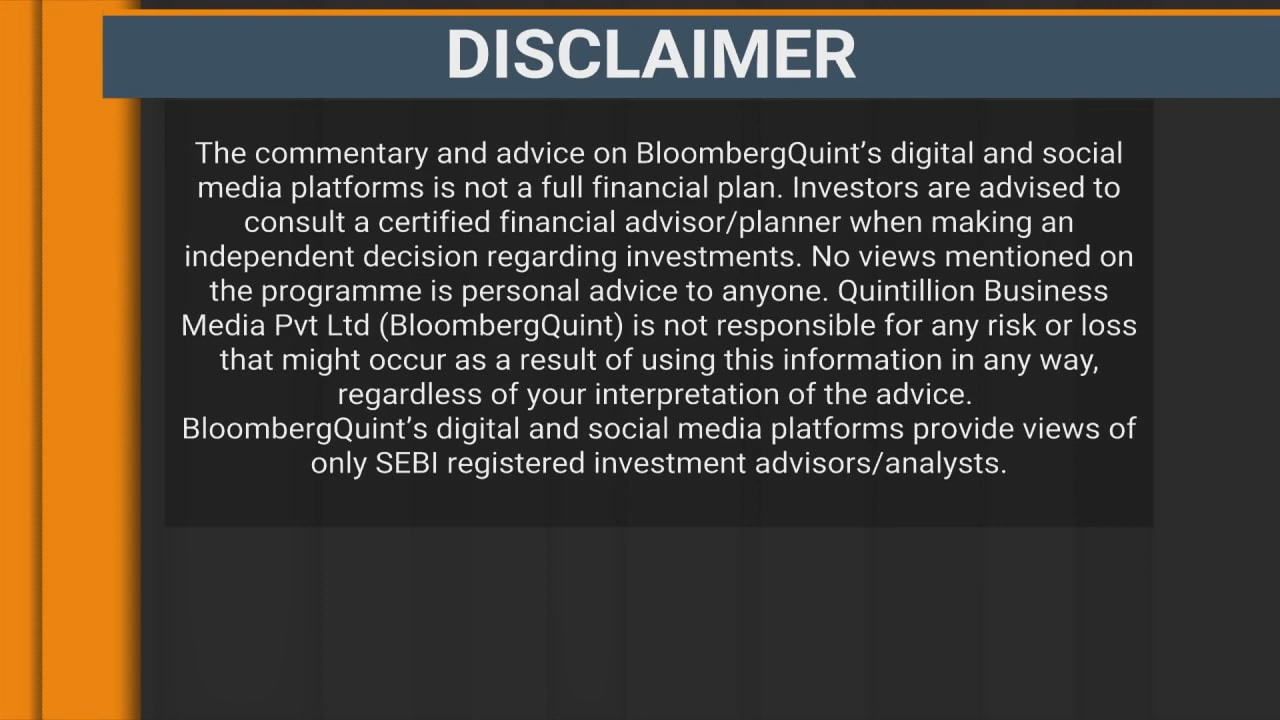 DISCLAIMER
The commentary and advice on BloombergQuint’s digital and social
media platforms is not a full financial plan. Investors are advised to
consult a certified financial advisor/planner when making an
independent decision regarding investments. No views mentioned on
the programme is personal advice to anyone. Quintillion Business
Media Pvt Ltd (BloombergQuint) is not responsible for any risk or loss
that might occur as a result of using this information in any way,
regardless of your interpretation of the advice.
BloombergQuint’s digital and social media platforms provide views of
only SEBI registered investment advisors/analysts.